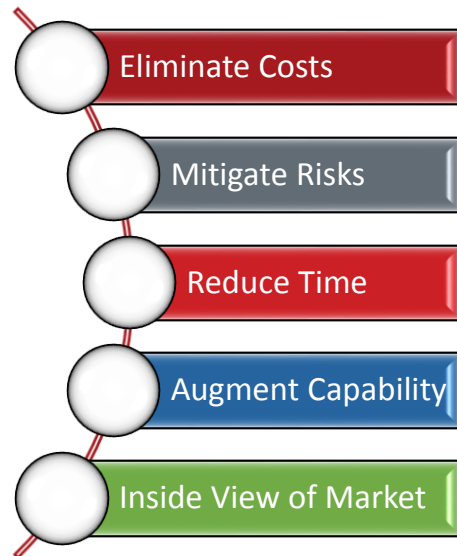 Eliminate Costs
Mitigate Risks
Reduce Time
Augment Capability
Inside View of Market